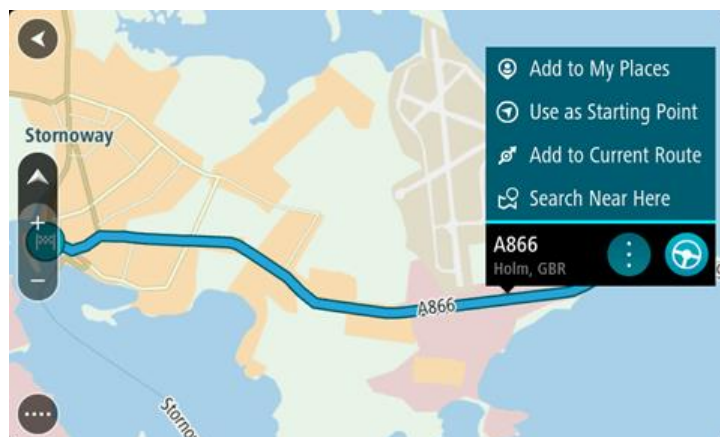 Stornoway
Add to My Places
Use as Starting Point
Add to Current Route
Search Near Here
A866
Holm, GBR
A866